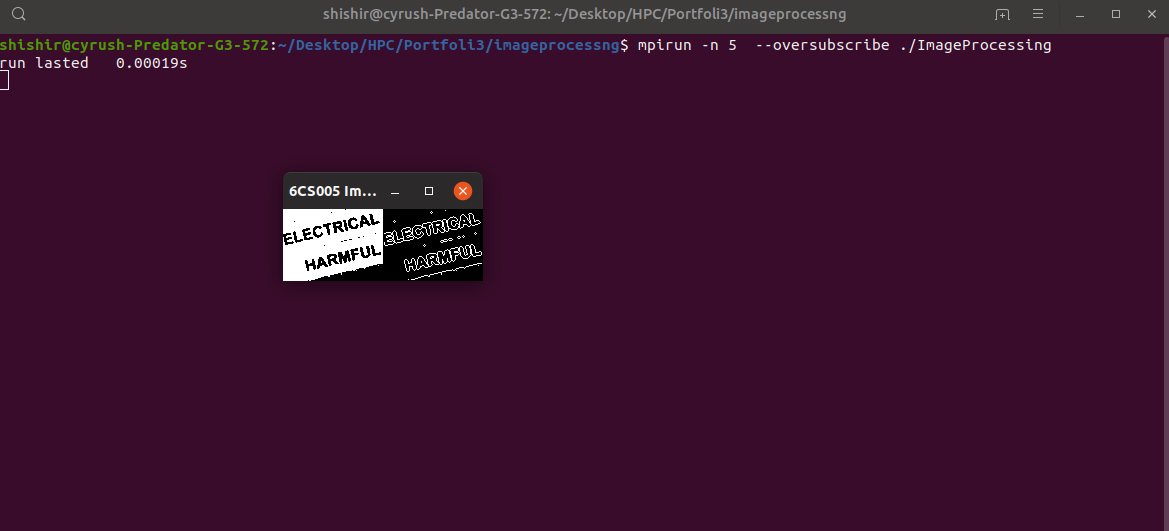 shishir@cyrush-Predator-G3-572: ~/Desktop/HPC/Portfoli3/imageprocessng
shishir@cyrush-Predator-G3-572:~/Desktop/HPC/Portfoli3/imageprocessng$ mpirun -n 5  --oversubscribe ./ImageProcessing
run lasted   0.00019s
6CS005 Im...
ELECTRICAL ELECTRICAL
HARMFUL HARMFUL